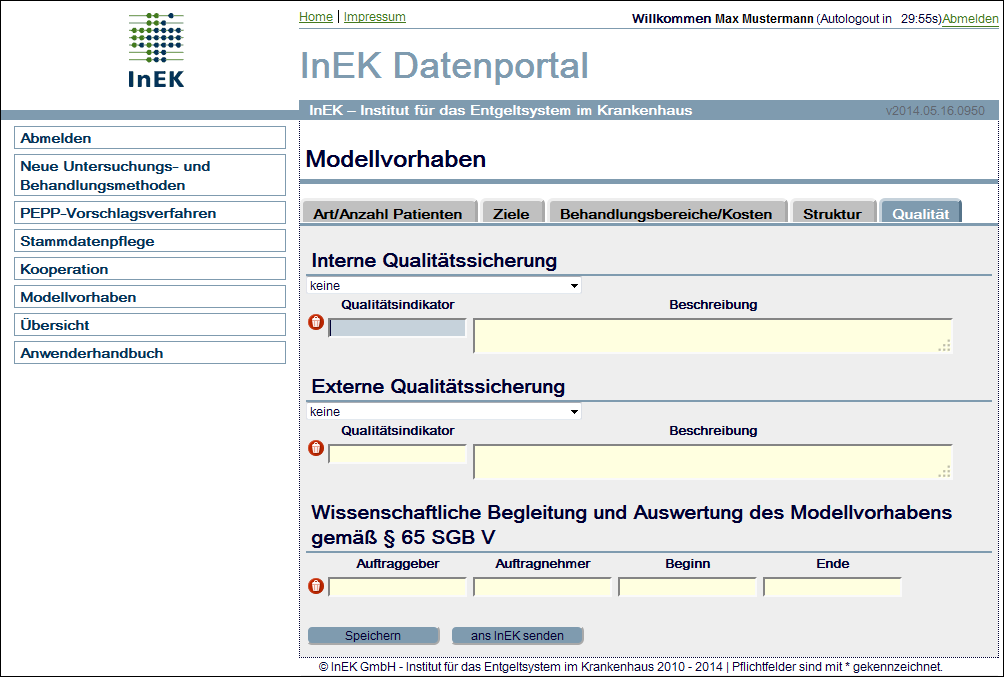 InEK
Home | Impressum
Willkommen Max Mustermann (Autologout in 29:55s)Abmelden
InEK Datenportal
InEK – Institut für das Entgeltsystem im Krankenhaus
v2014.05.16.0950
Abmelden
Neue Untersuchungs- und
Behandlungsmethoden
PEPP-Vorschlagsverfahren
Stammdatenpflege
Kooperation
Modellvorhaben
Übersicht
Anwenderhandbuch
Modellvorhaben
Art/Anzahl Patienten
Ziele
Behandlungsbereiche/Kosten
Struktur
Qualität
Interne Qualitätssicherung
keine
Qualitätsindikator
Beschreibung
Externe Qualitätssicherung
keine
Qualitätsindikator
Beschreibung
Wissenschaftliche Begleitung und Auswertung des Modellvorhabens
gemäß § 65 SGB V
Auftraggeber
Auftragnehmer
Beginn
Ende
Speichern
ans InEK senden
© InEK GmbH - Institut für das Entgeltsystem im Krankenhaus 2010 - 2014 | Pflichtfelder sind mit * gekennzeichnet.